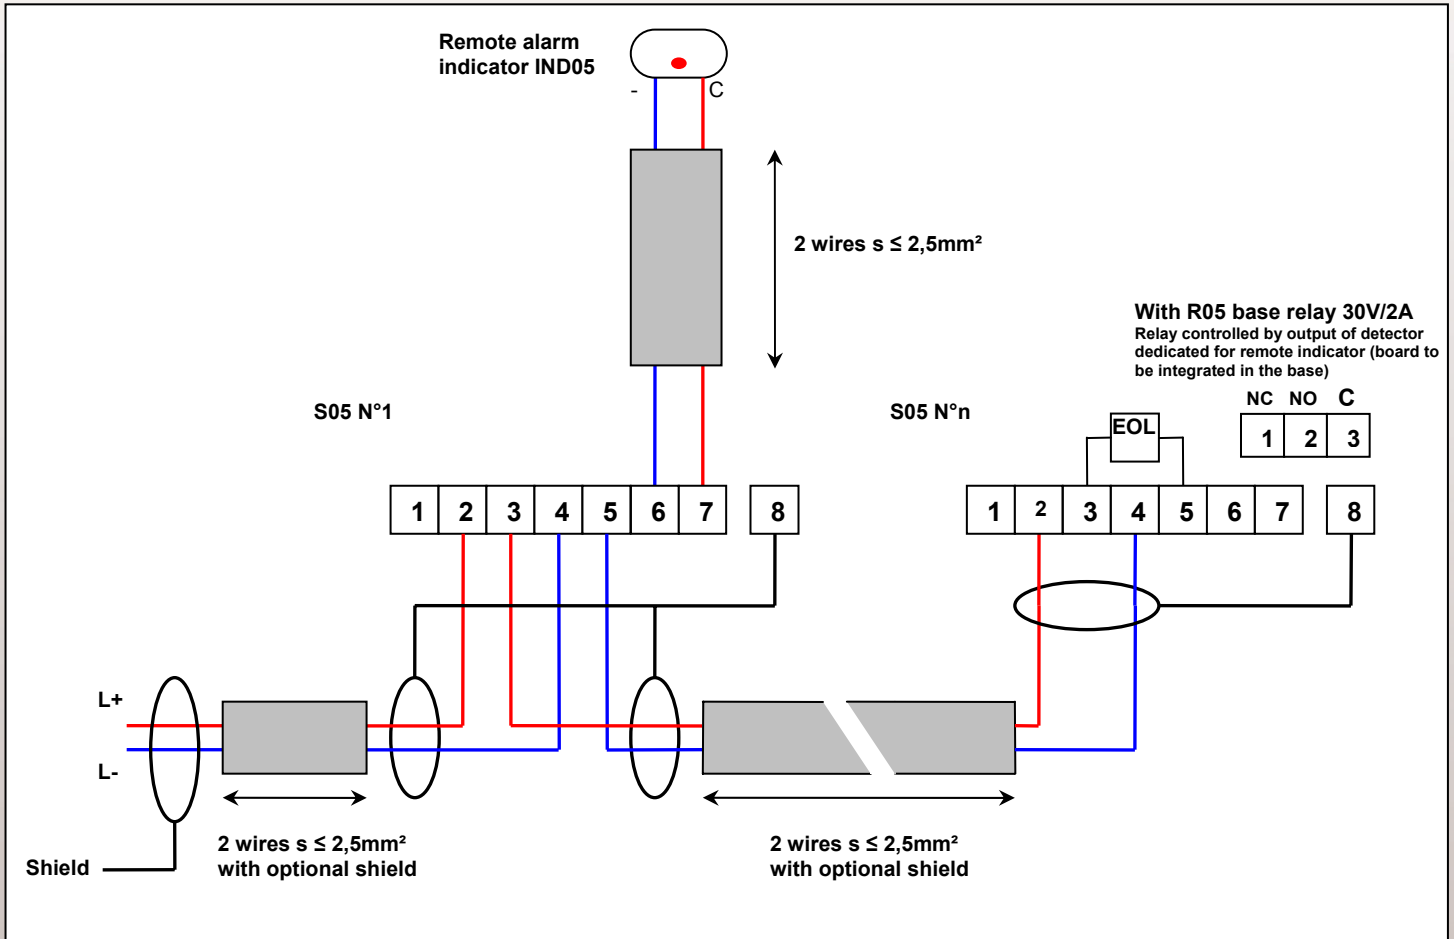 Remote alarm
indicator IND05
- C
2 wires s ≤ 2,5mm²
With R05 base relay 30V/2A
Relay controlled by output of detector
dedicated for remote indicator (board to
be integrated in the base)
NC NO C
1 2 3
S05 N°1
S05 N°n
EOL
1 2 3 4 5 6 7 8
1 2 3 4 5 6 7 8
L+
L-
Shield
2 wires s ≤ 2,5mm²
with optional shield
2 wires s ≤ 2,5mm²
with optional shield